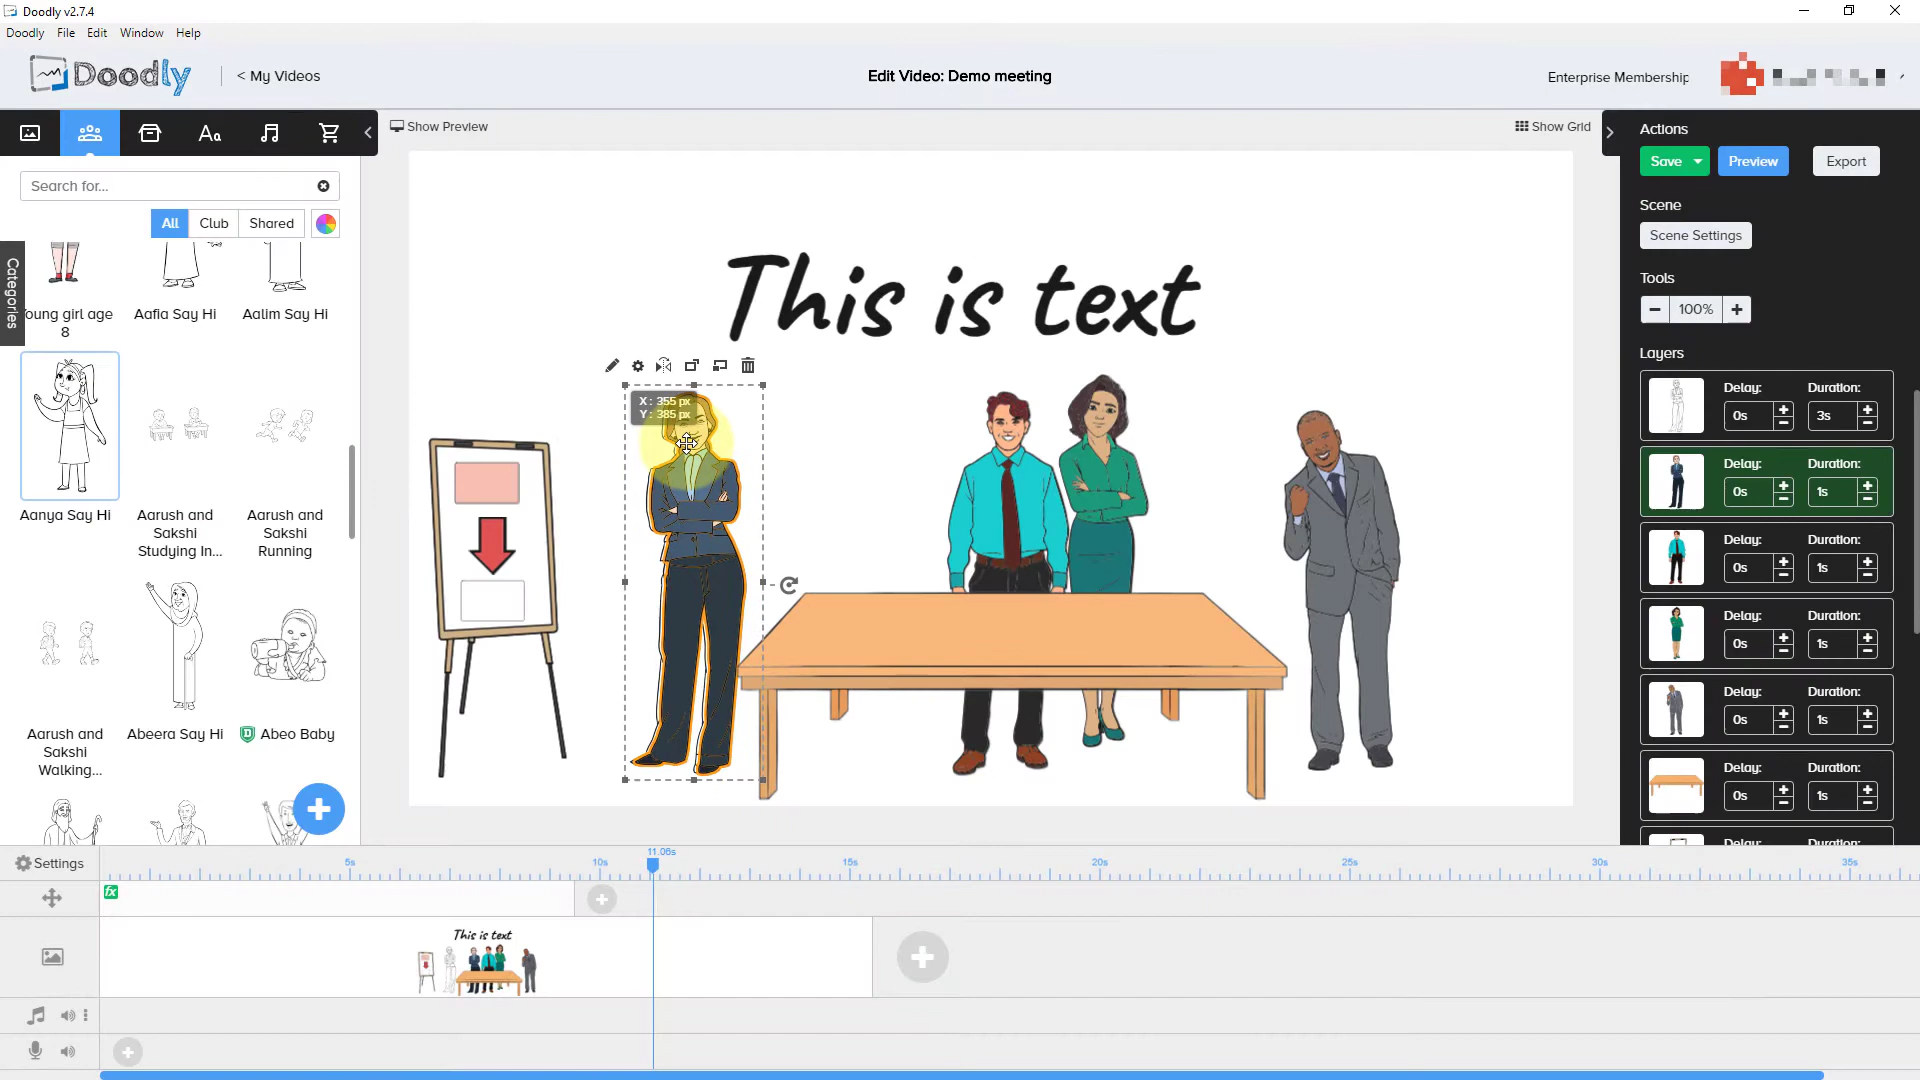 Doodly v2.7.4
Doodly File Edit Window Help
Doodly
< My Videos
Edit Video: Demo meeting
Enterprise Membership
Show Preview
Show Grid
Search for...
All Club Shared
Categories
Young girl age 8
Aafia Say Hi
Aalim Say Hi
Aanya Say Hi
Aarush and Sakshi Studying In...
Aarush and Sakshi Running
Aarush and Sakshi Walking...
Abeera Say Hi
Abeo Baby
This is text
X : 355 px
Y : 385 px
Actions
Save Preview Export
Scene
Scene Settings
Tools
100%
Layers
Delay: Duration:
0s 3s
Delay: Duration:
0s 1s
Delay: Duration:
0s 1s
Delay: Duration:
0s 1s
Delay: Duration:
0s 1s
Delay: Duration:
0s 1s
Delay: Duration:
Settings
5s 10s 11.06s 15s 20s 25s 30s 35s
fx
This is text